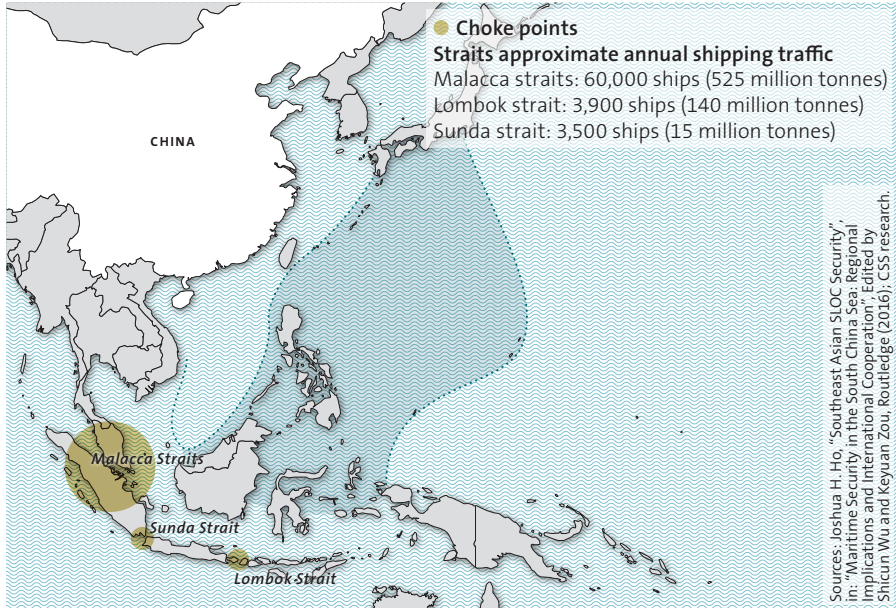 Choke points
Straits approximate annual shipping traffic
Malacca straits: 60,000 ships (525 million tonnes)
Lombok strait: 3,900 ships (140 million tonnes)
Sunda strait: 3,500 ships (15 million tonnes)
CHINA
Malacca Straits
Sunda Strait
Lombok Strait
Sources: Joshua H. Ho, "Southeast Asian SLOC Security",
in: "Maritime Security in the South China Sea: Regional
Implications and International Cooperation", Edited by
Shicun Wu and Keyuan Zou, Routledge (2016); CSS research.